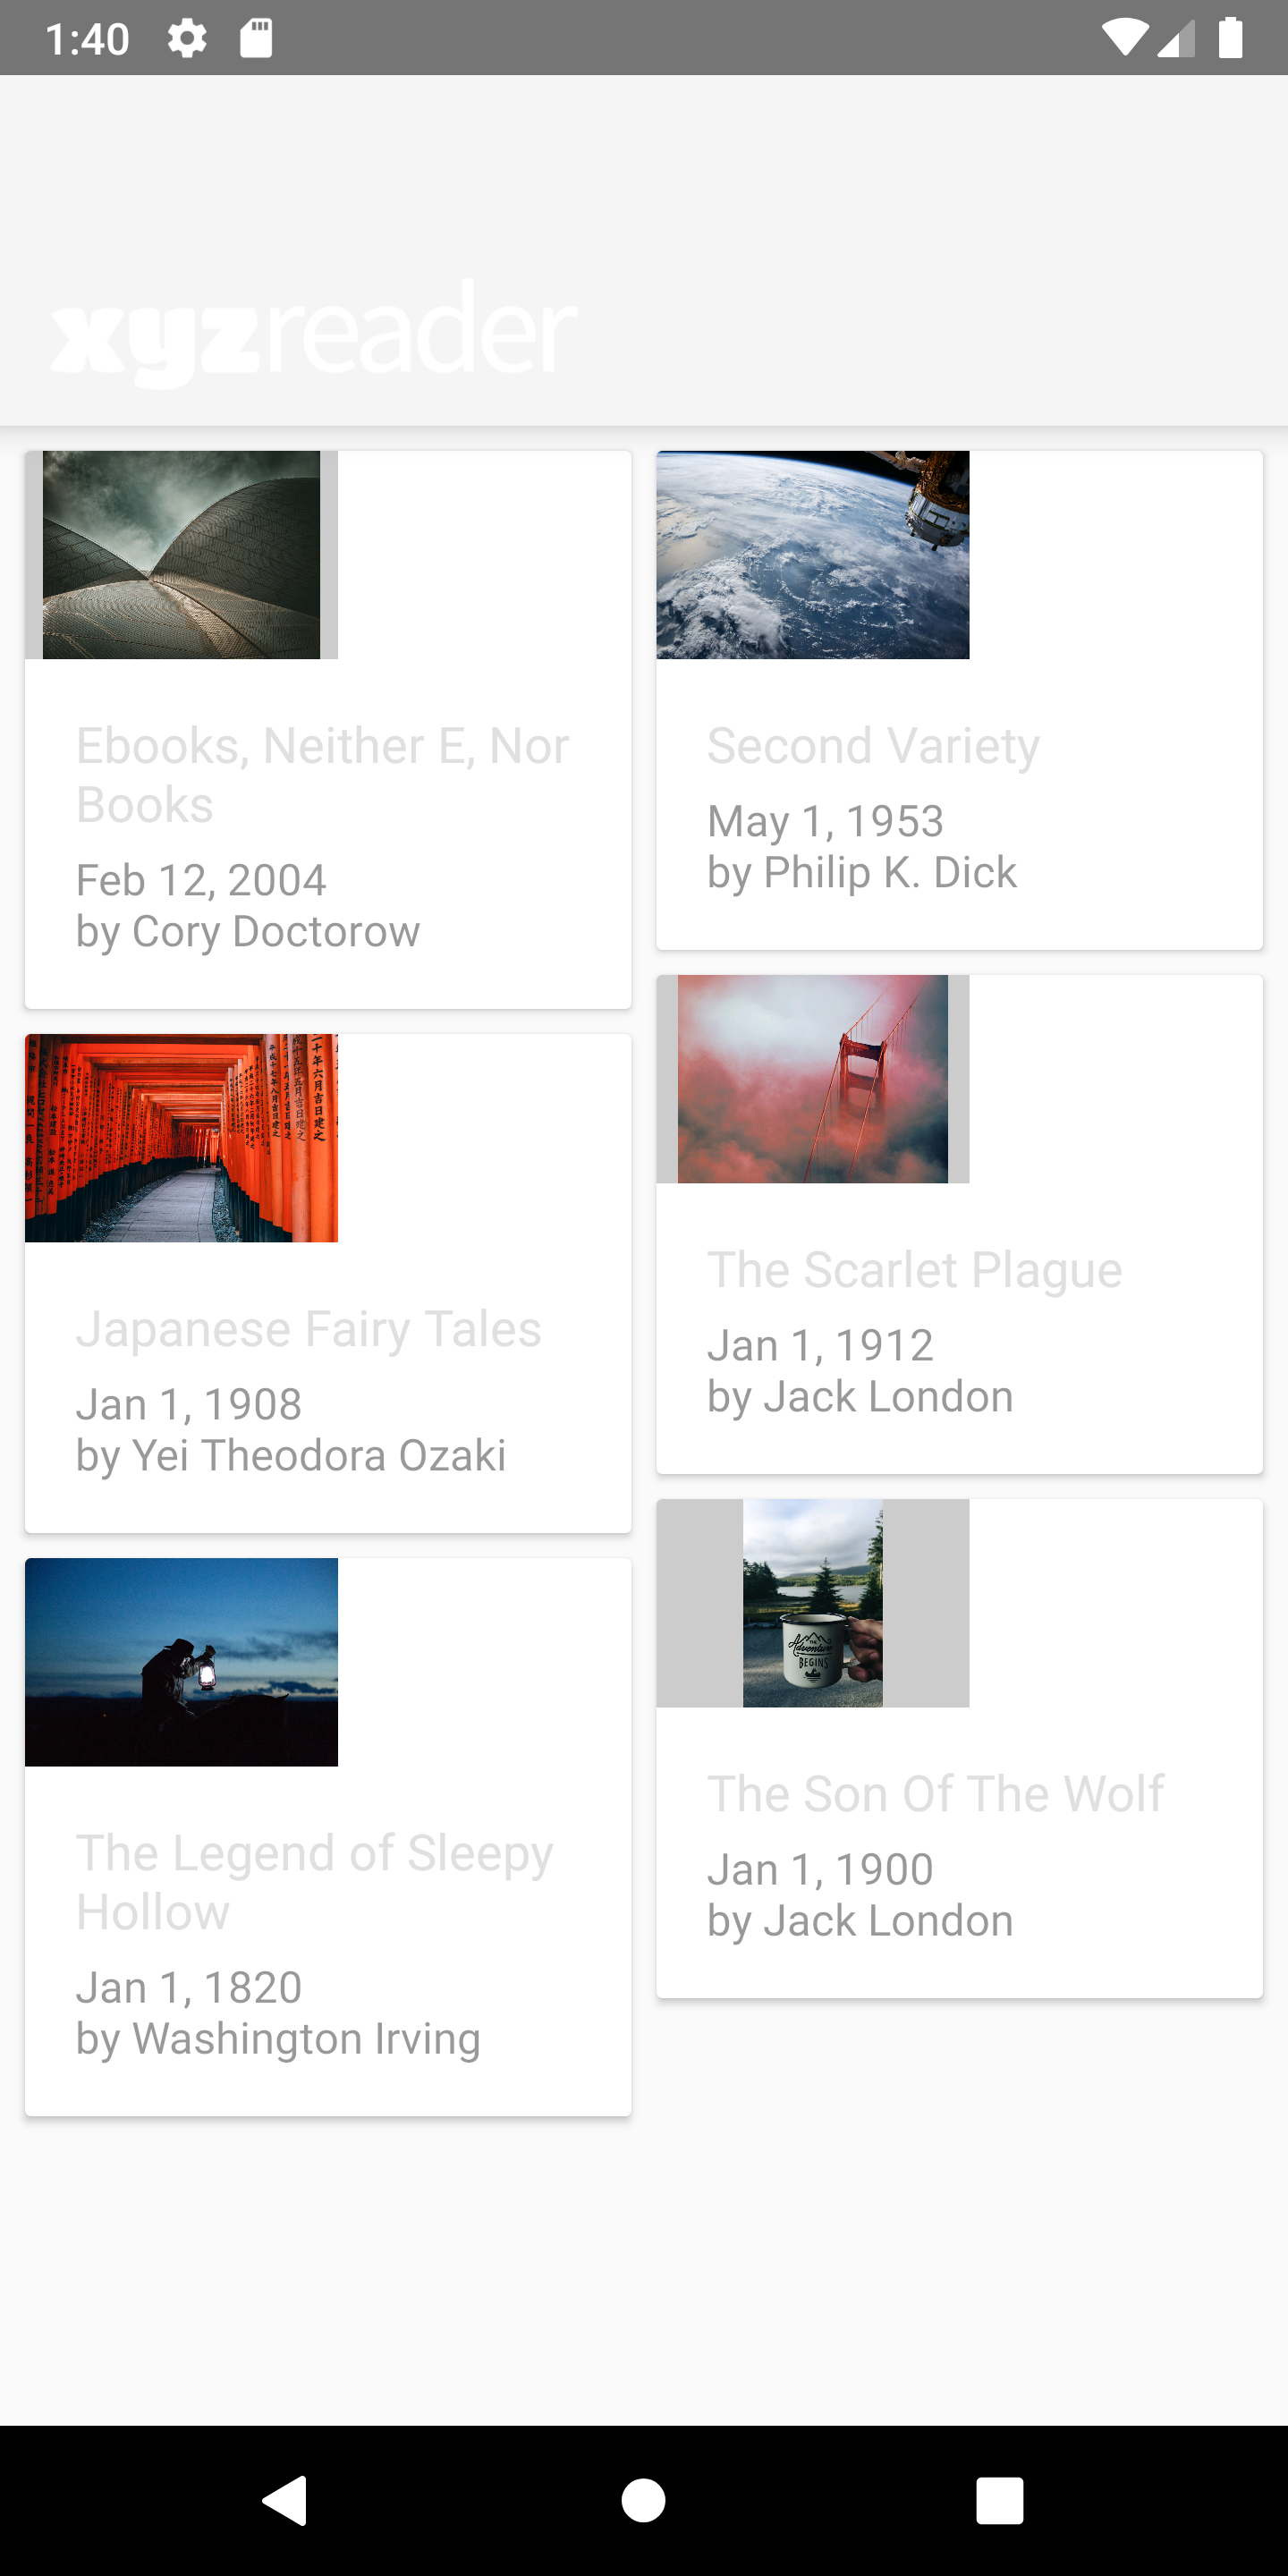 1:40
xyzreader
Ebooks, Neither E, Nor
Books
Feb 12, 2004
by Cory Doctorow
Second Variety
May 1, 1953
by Philip K. Dick
Japanese Fairy Tales
Jan 1, 1908
by Yei Theodora Ozaki
The Scarlet Plague
Jan 1, 1912
by Jack London
THE
Adventure
BEGINS
The Legend of Sleepy
Hollow
Jan 1, 1820
by Washington Irving
The Son Of The Wolf
Jan 1, 1900
by Jack London